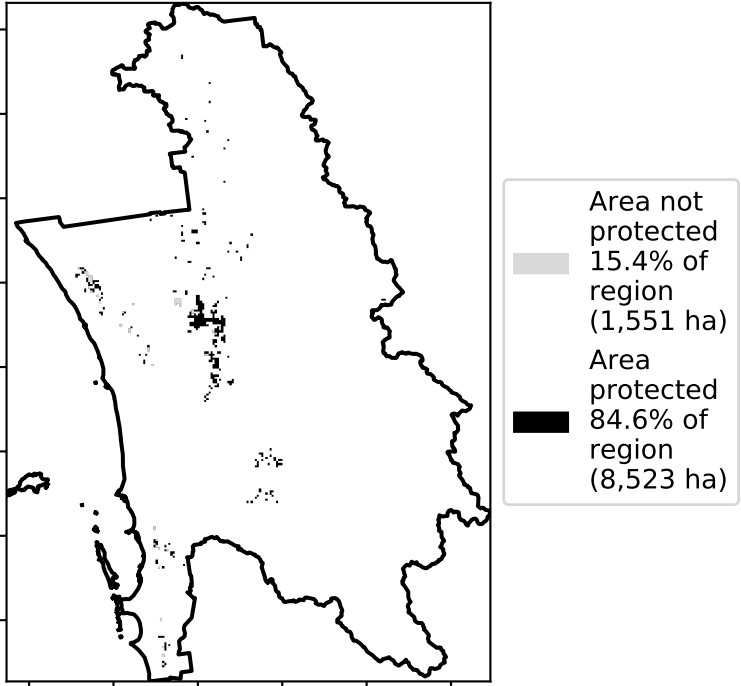 Area not
protected
15.4% of
region
(1,551 ha)
Area
protected
84.6% of
region
(8,523 ha)